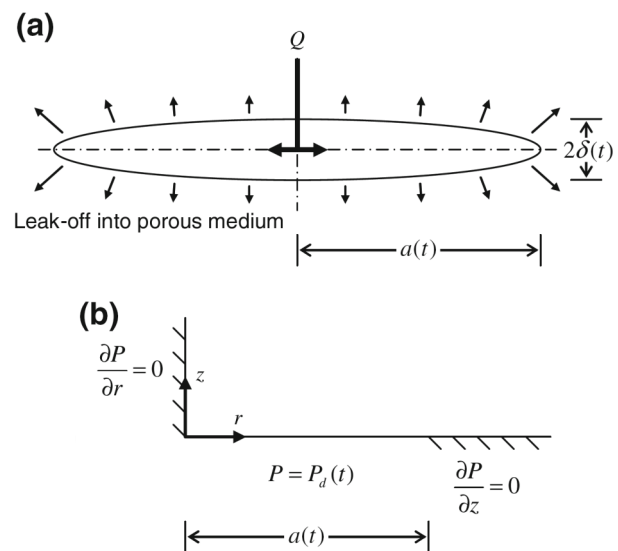 (a)
Q
2δ(t)
Leak-off into porous medium
a(t)
(b)
∂P/∂r = 0
z
r
P = P_d(t)
∂P/∂z = 0
a(t)